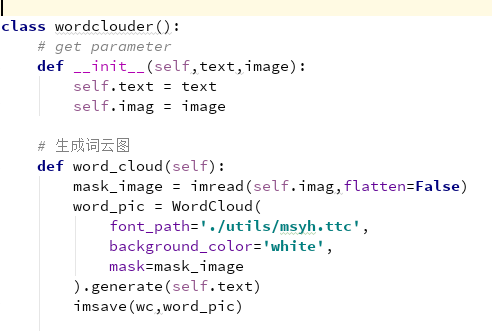 class wordclouder():
    # get parameter
    def __init__(self,text,image):
        self.text = text
        self.imag = image
    # 生成词云图
    def word_cloud(self):
        mask_image = imread(self.imag,flatten=False)
        word_pic = WordCloud(
            font_path='./utils/msyh.ttc',
            background_color='white',
            mask=mask_image
        ).generate(self.text)
        imsave(wc,word_pic)